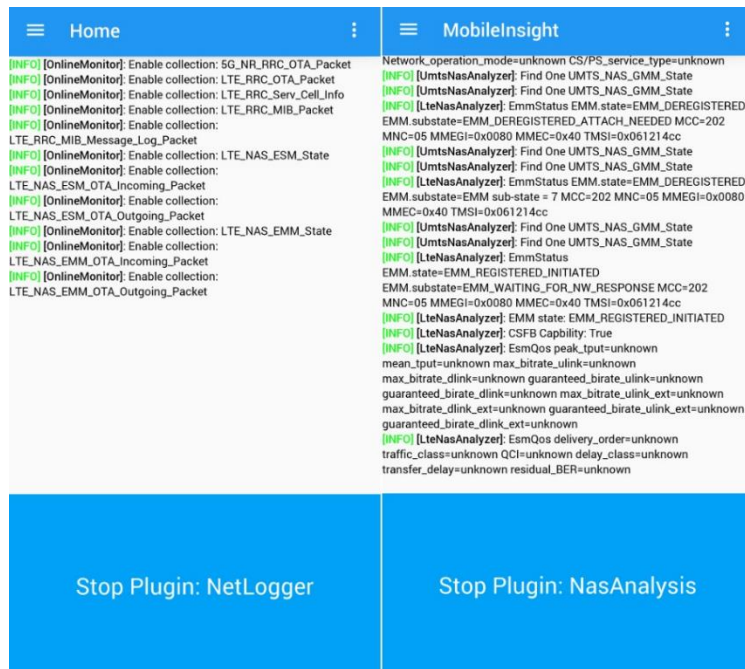 Home
[INFO] [OnlineMonitor]: Enable collection: 5G_NR_RRC_OTA_Packet
[INFO] [OnlineMonitor]: Enable collection: LTE_RRC_OTA_Packet
[INFO] [OnlineMonitor]: Enable collection: LTE_RRC_Serv_Cell_Info
[INFO] [OnlineMonitor]: Enable collection: LTE_RRC_MIB_Packet
[INFO] [OnlineMonitor]: Enable collection:
LTE_RRC_MIB_Message_Log_Packet
[INFO] [OnlineMonitor]: Enable collection: LTE_NAS_ESM_State
[INFO] [OnlineMonitor]: Enable collection:
LTE_NAS_ESM_OTA_Incoming_Packet
[INFO] [OnlineMonitor]: Enable collection:
LTE_NAS_ESM_OTA_Outgoing_Packet
[INFO] [OnlineMonitor]: Enable collection: LTE_NAS_EMM_State
[INFO] [OnlineMonitor]: Enable collection:
LTE_NAS_EMM_OTA_Incoming_Packet
[INFO] [OnlineMonitor]: Enable collection:
LTE_NAS_EMM_OTA_Outgoing_Packet
Stop Plugin: NetLogger
MobileInsight
Network_operation_mode=unknown CS/PS_service_type=unknown
[INFO] [UmtsNasAnalyzer]: Find One UMTS_NAS_GMM_State
[INFO] [UmtsNasAnalyzer]: Find One UMTS_NAS_GMM_State
[INFO] [LteNasAnalyzer]: EmmStatus EMM.state=EMM_DEREGISTERED
EMM.substate=EMM_DEREGISTERED_ATTACH_NEEDED MCC=202
MNC=05 MMEGI=0x0080 MMEC=0x40 TMSI=0x061214cc
[INFO] [UmtsNasAnalyzer]: Find One UMTS_NAS_GMM_State
[INFO] [UmtsNasAnalyzer]: Find One UMTS_NAS_GMM_State
[INFO] [LteNasAnalyzer]: EmmStatus EMM.state=EMM_DEREGISTERED
EMM.substate=EMM sub-state = 7 MCC=202 MNC=05 MMEGI=0x0080
MMEC=0x40 TMSI=0x061214cc
[INFO] [UmtsNasAnalyzer]: Find One UMTS_NAS_GMM_State
[INFO] [UmtsNasAnalyzer]: Find One UMTS_NAS_GMM_State
[INFO] [LteNasAnalyzer]: EmmStatus
EMM.state=EMM_REGISTERED_INITIATED
EMM.substate=EMM_WAITING_FOR_NW_RESPONSE MCC=202
MNC=05 MMEGI=0x0080 MMEC=0x40 TMSI=0x061214cc
[INFO] [LteNasAnalyzer]: EMM state: EMM_REGISTERED_INITIATED
[INFO] [LteNasAnalyzer]: CSFB Capbility: True
[INFO] [LteNasAnalyzer]: EsmQos peak_tput=unknown
mean_tput=unknown max_bitrate_ulink=unknown
max_bitrate_dlink=unknown guaranteed_birate_ulink=unknown
guaranteed_birate_dlink=unknown max_bitrate_ulink_ext=unknown
max_bitrate_dlink_ext=unknown guaranteed_birate_ulink_ext=unknown
guaranteed_birate_dlink_ext=unknown
[INFO] [LteNasAnalyzer]: EsmQos delivery_order=unknown
traffic_class=unknown QCI=unknown delay_class=unknown
transfer_delay=unknown residual_BER=unknown
Stop Plugin: NasAnalysis